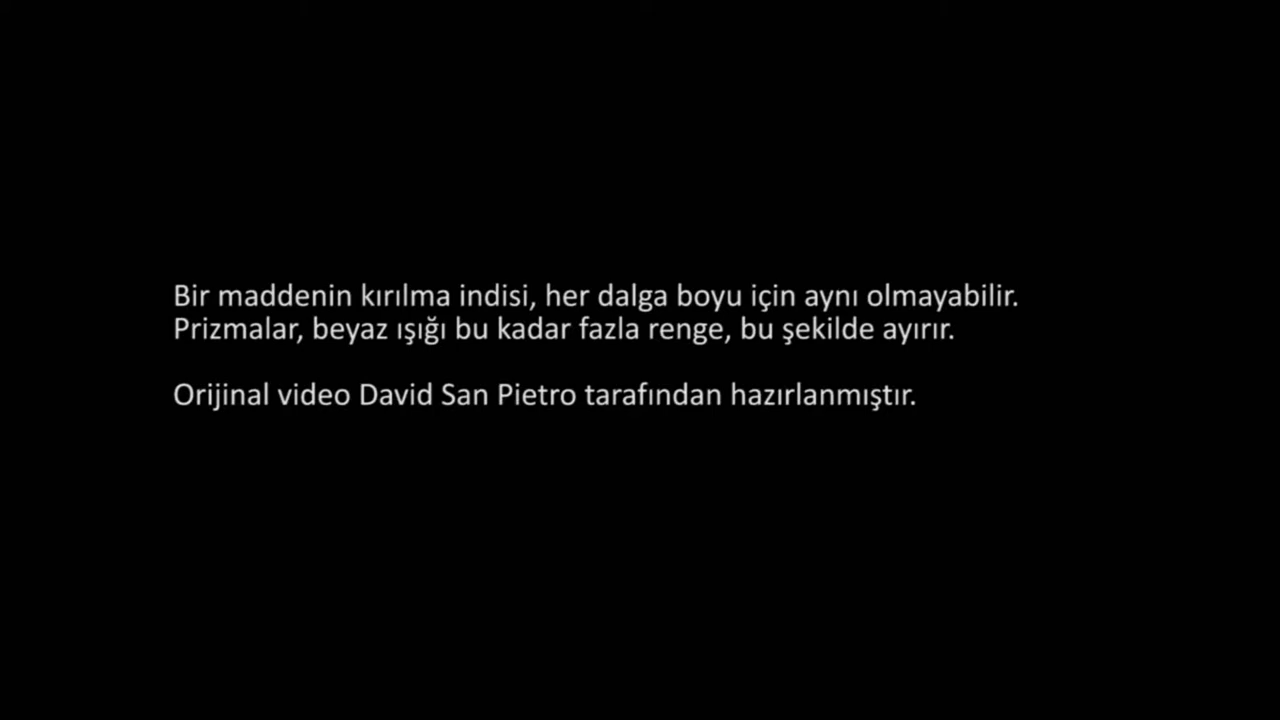 Bir maddenin kırılma indisi, her dalga boyu için aynı olmayabilir.
Prizmalar, beyaz ışığı bu kadar fazla renge, bu şekilde ayırır.
Orijinal video David San Pietro tarafından hazırlanmıştır.